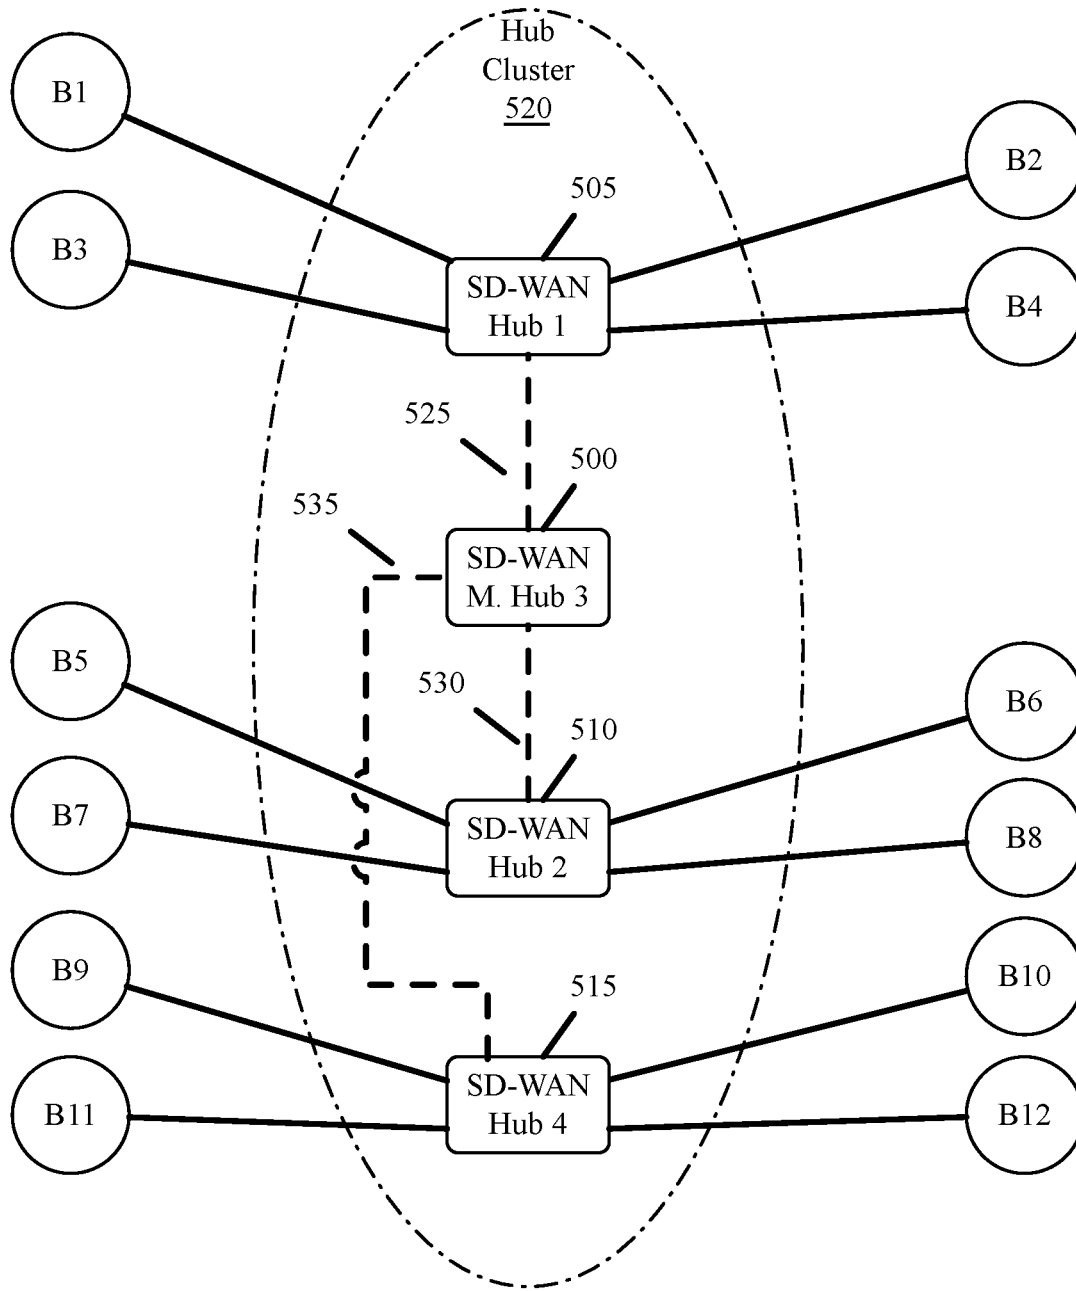 Hub
Cluster
520
B1
B2
505
B3
B4
SD-WAN
Hub 1
525
500
535
SD-WAN
M. Hub 3
B5
530
B6
510
B7
SD-WAN
Hub 2
B8
B9
B10
515
SD-WAN
Hub 4
B11
B12